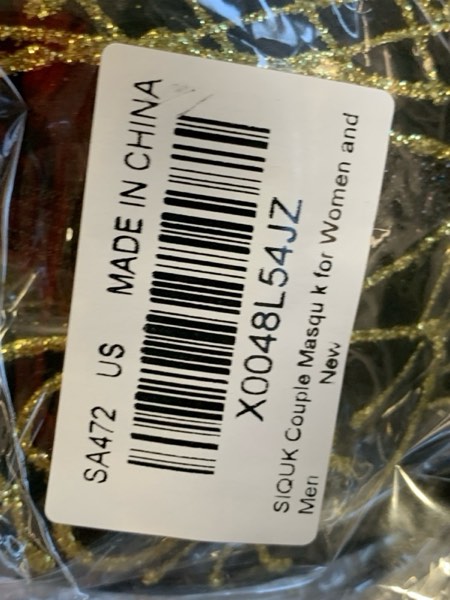 SA472 US MADE IN CHINA
X0048L54JZ
SIQUK Couple Masqu k for Women and
Men New